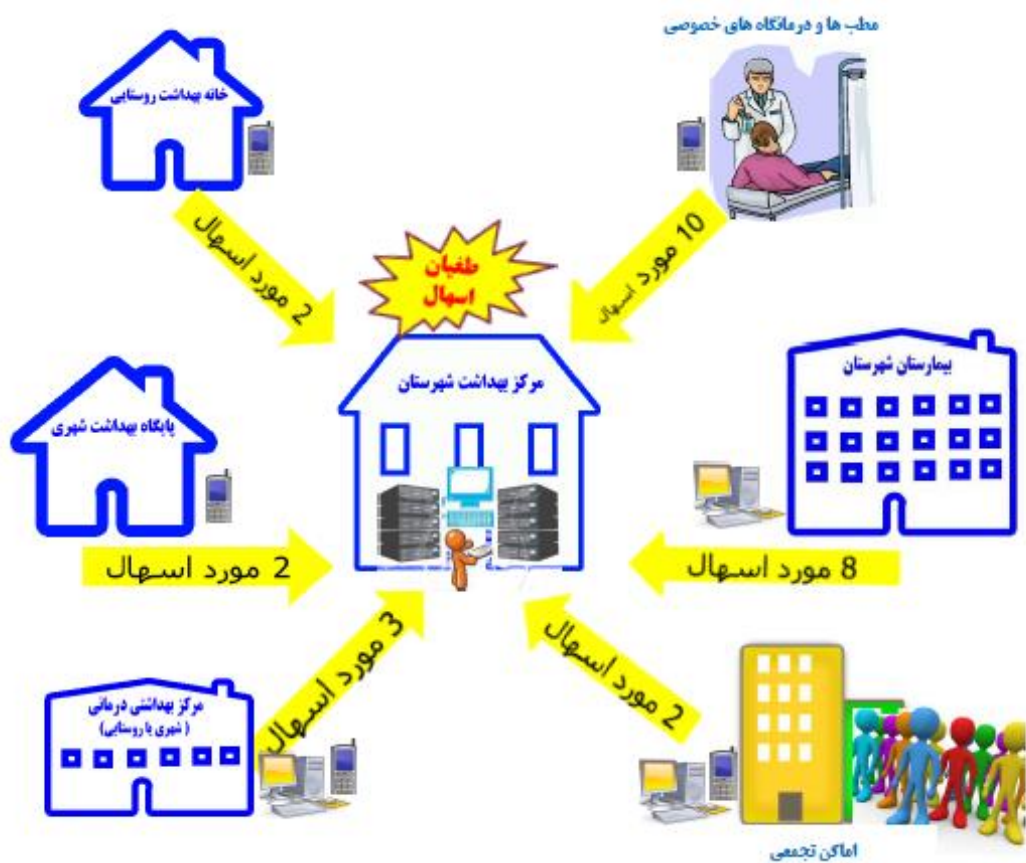 مطب ها و درمانگاه های خصوصی
خانه بهداشت روستایی
2 مورد اسهال
10 مورد اسهال
طغیان
اسهال
مرکز بهداشت شهرستان
بیمارستان شهرستان
پایگاه بهداشت شهری
2 مورد اسهال
8 مورد اسهال
3 مورد اسهال
2 مورد اسهال
مرکز بهداشتی درمانی
(شهری یا روستایی)
اماکن تجمعی